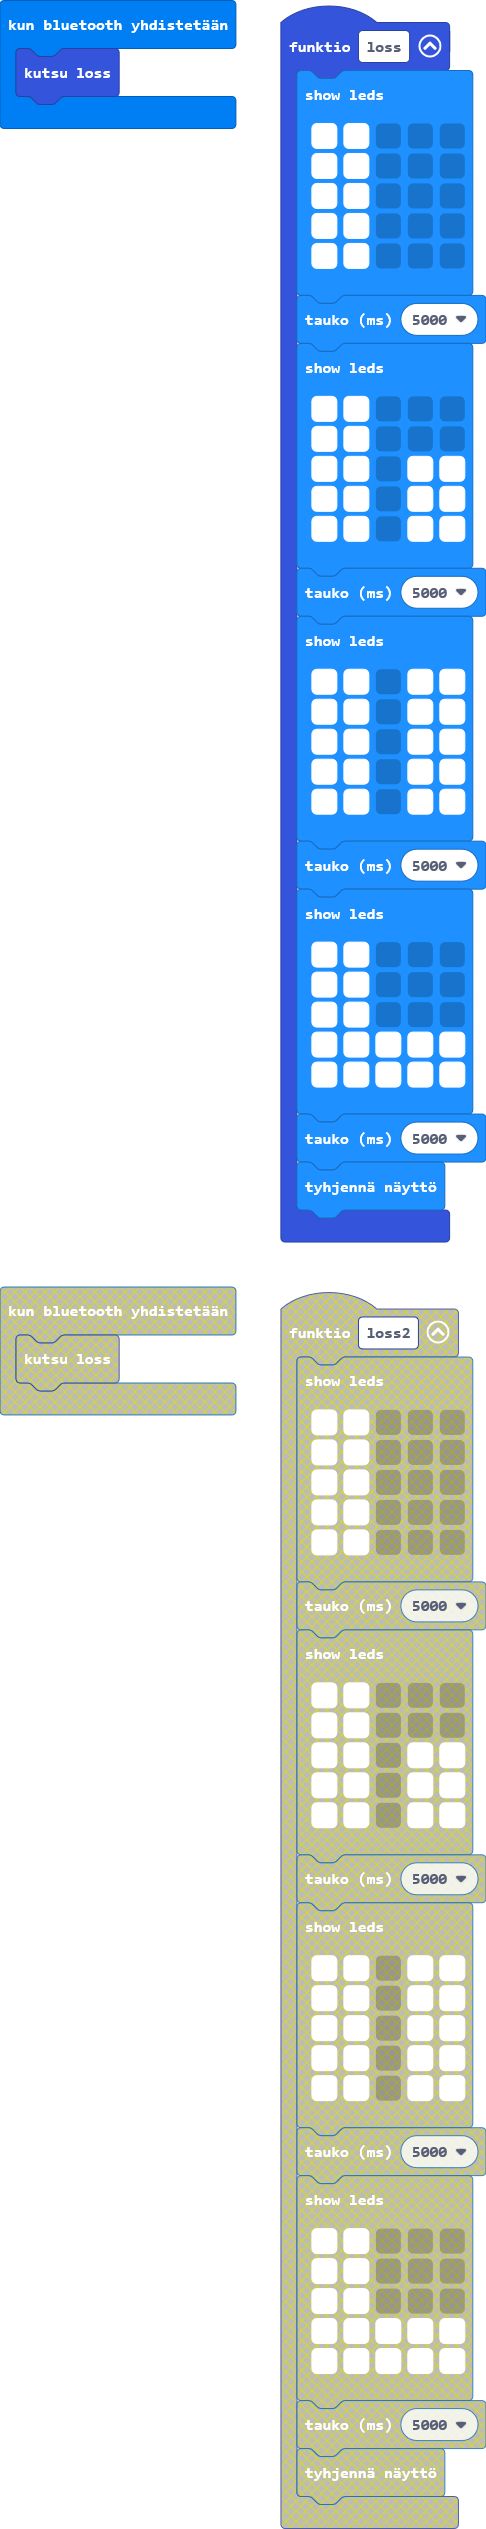 kun bluetooth yhdistetään
kutsu loss
funktio loss
show leds
tauko (ms) 5000
show leds
tauko (ms) 5000
show leds
tauko (ms) 5000
show leds
tauko (ms) 5000
tyhjennä näyttö
kun bluetooth yhdistetään
kutsu loss
funktio loss2
show leds
tauko (ms) 5000
show leds
tauko (ms) 5000
show leds
tauko (ms) 5000
show leds
tauko (ms) 5000
tyhjennä näyttö